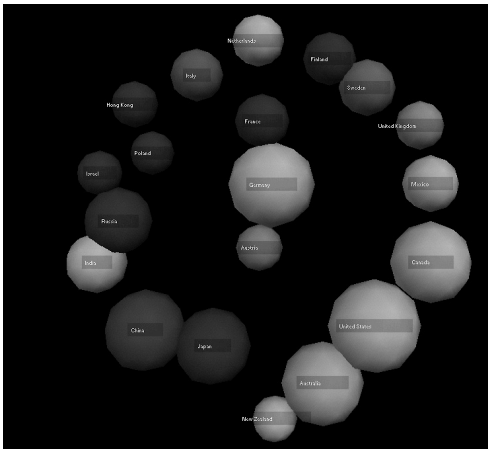 Netherlands
Finland
Italy
Sweden
Hong Kong
France
United Kingdom
Poland
Israel
Germany
Mexico
Russia
Austria
India
Canada
China
United States
Japan
Australia
New Zealand